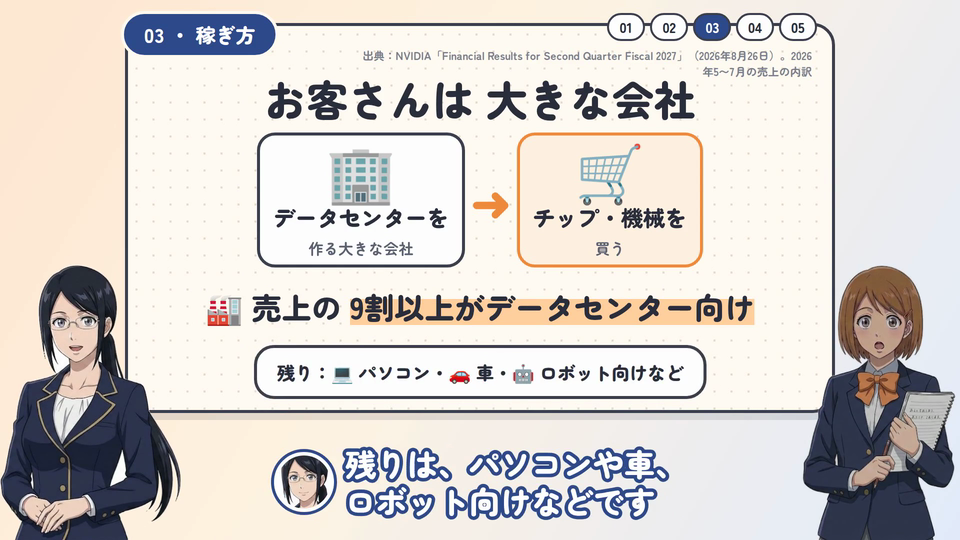 03 ・ 稼ぎ方
01 02 03 04 05
出典：NVIDIA「Financial Results for Second Quarter Fiscal 2027」（2026年8月26日）。2026
年5〜7月の売上の内訳
お客さんは 大きな会社
データセンターを
作る大きな会社
チップ・機械を
買う
売上の 9割以上がデータセンター向け
残り：パソコン・車・ロボット向けなど
残りは、パソコンや車、
ロボット向けなどです